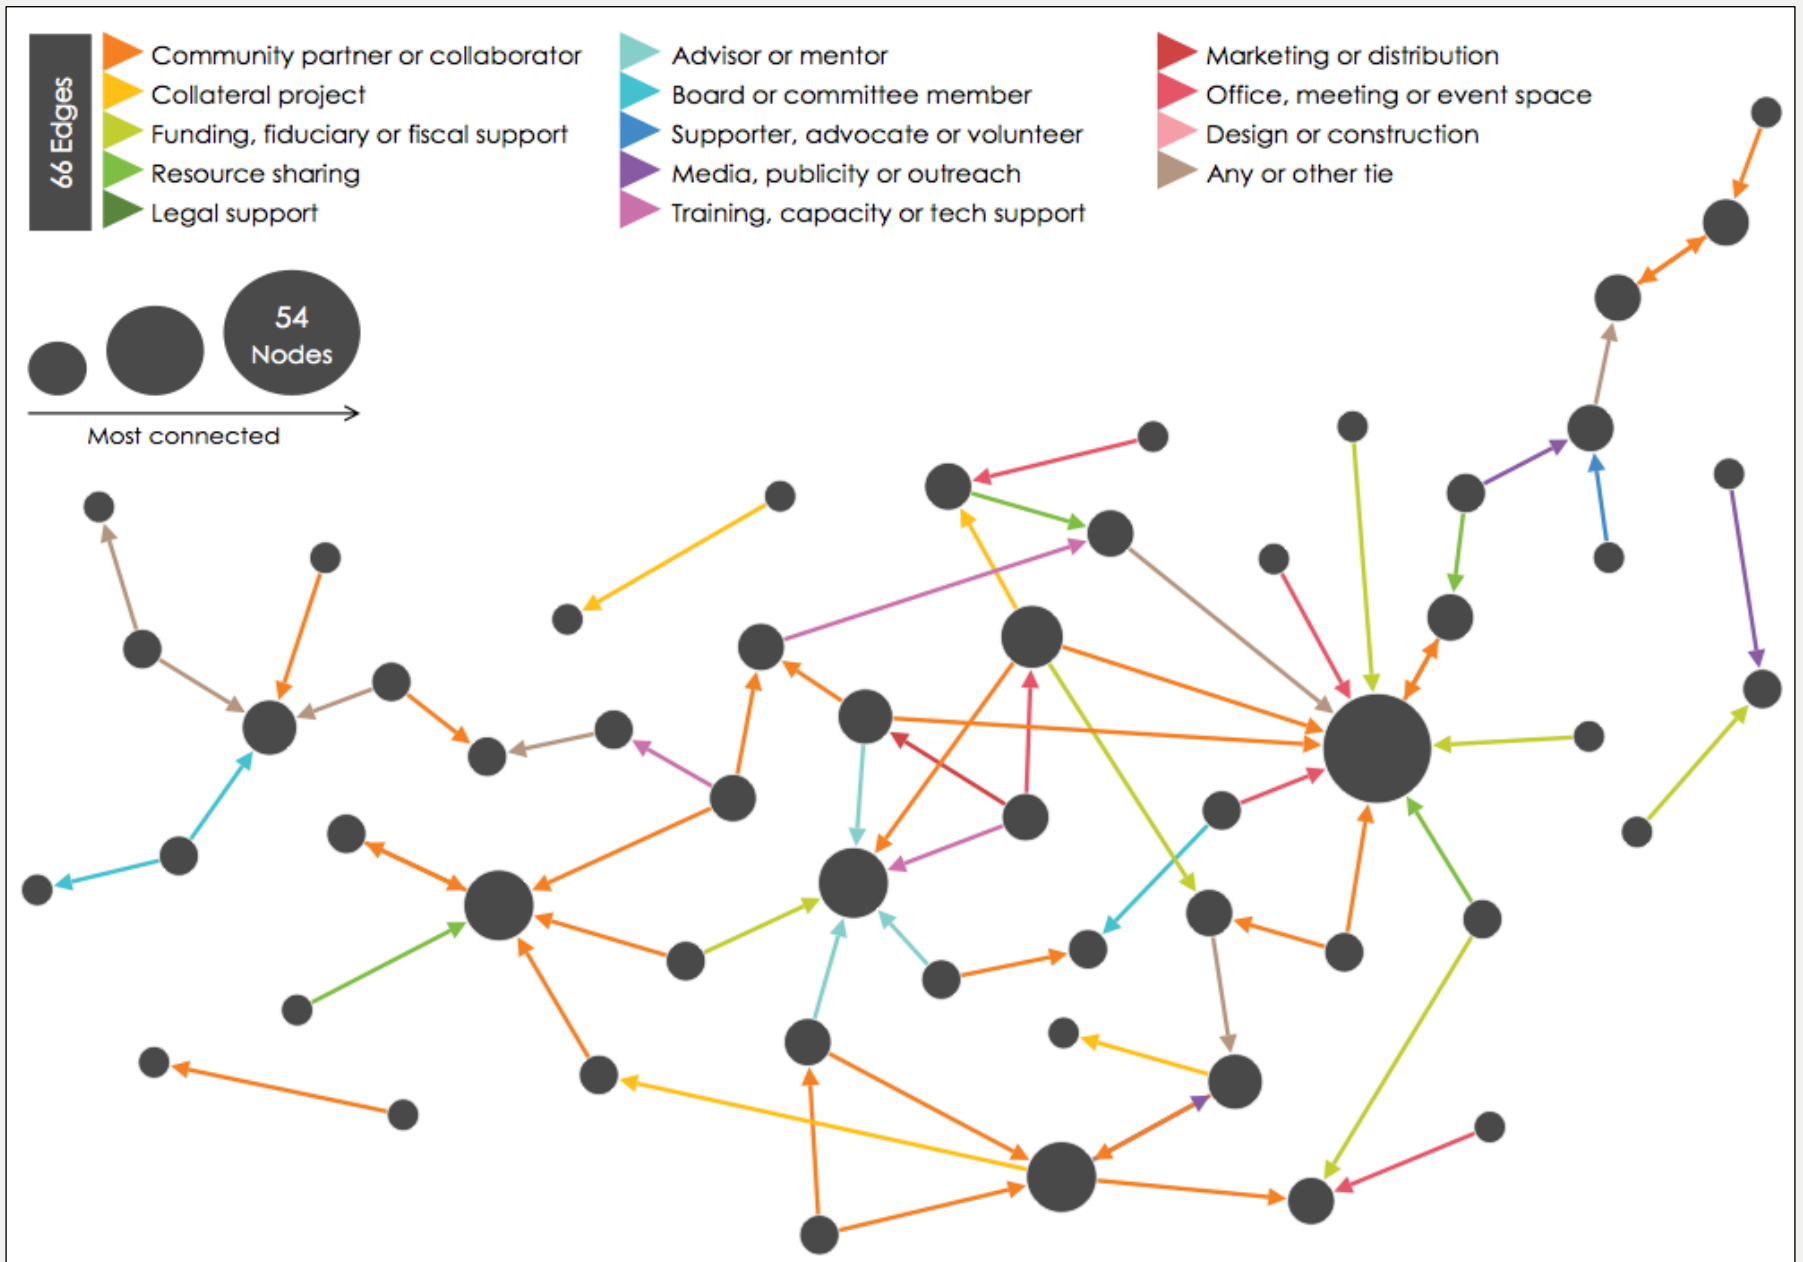 66 Edges
Community partner or collaborator
Collateral project
Funding, fiduciary or fiscal support
Resource sharing
Legal support
Advisor or mentor
Board or committee member
Supporter, advocate or volunteer
Media, publicity or outreach
Training, capacity or tech support
Marketing or distribution
Office, meeting or event space
Design or construction
Any or other tie
54
Nodes
Most connected